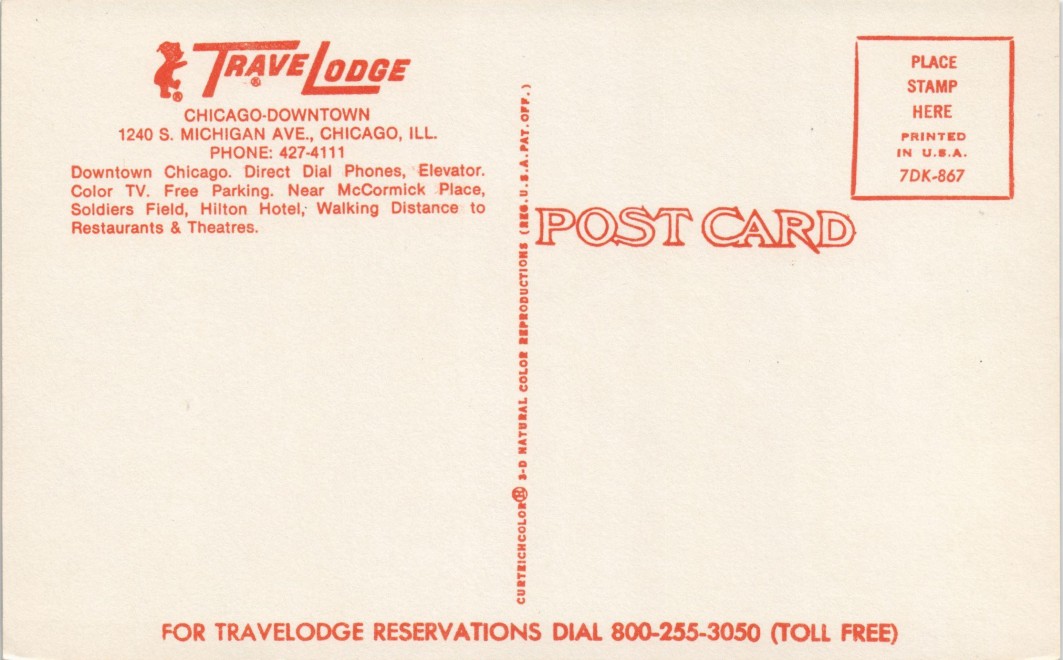 TRAVELODGE
®
®
CHICAGO-DOWNTOWN
1240 S. MICHIGAN AVE., CHICAGO, ILL.
PHONE: 427-4111
Downtown Chicago. Direct Dial Phones, Elevator.
Color TV. Free Parking. Near McCormick Place,
Soldiers Field, Hilton Hotel, Walking Distance to
Restaurants & Theatres.
CURTEICHCOLOR® 3-D NATURAL COLOR REPRODUCTIONS (REG. U.S.A. PAT. OFF.)
POST CARD
PLACE
STAMP
HERE
PRINTED
IN U.S.A.
7DK-867
FOR TRAVELODGE RESERVATIONS DIAL 800-255-3050 (TOLL FREE)